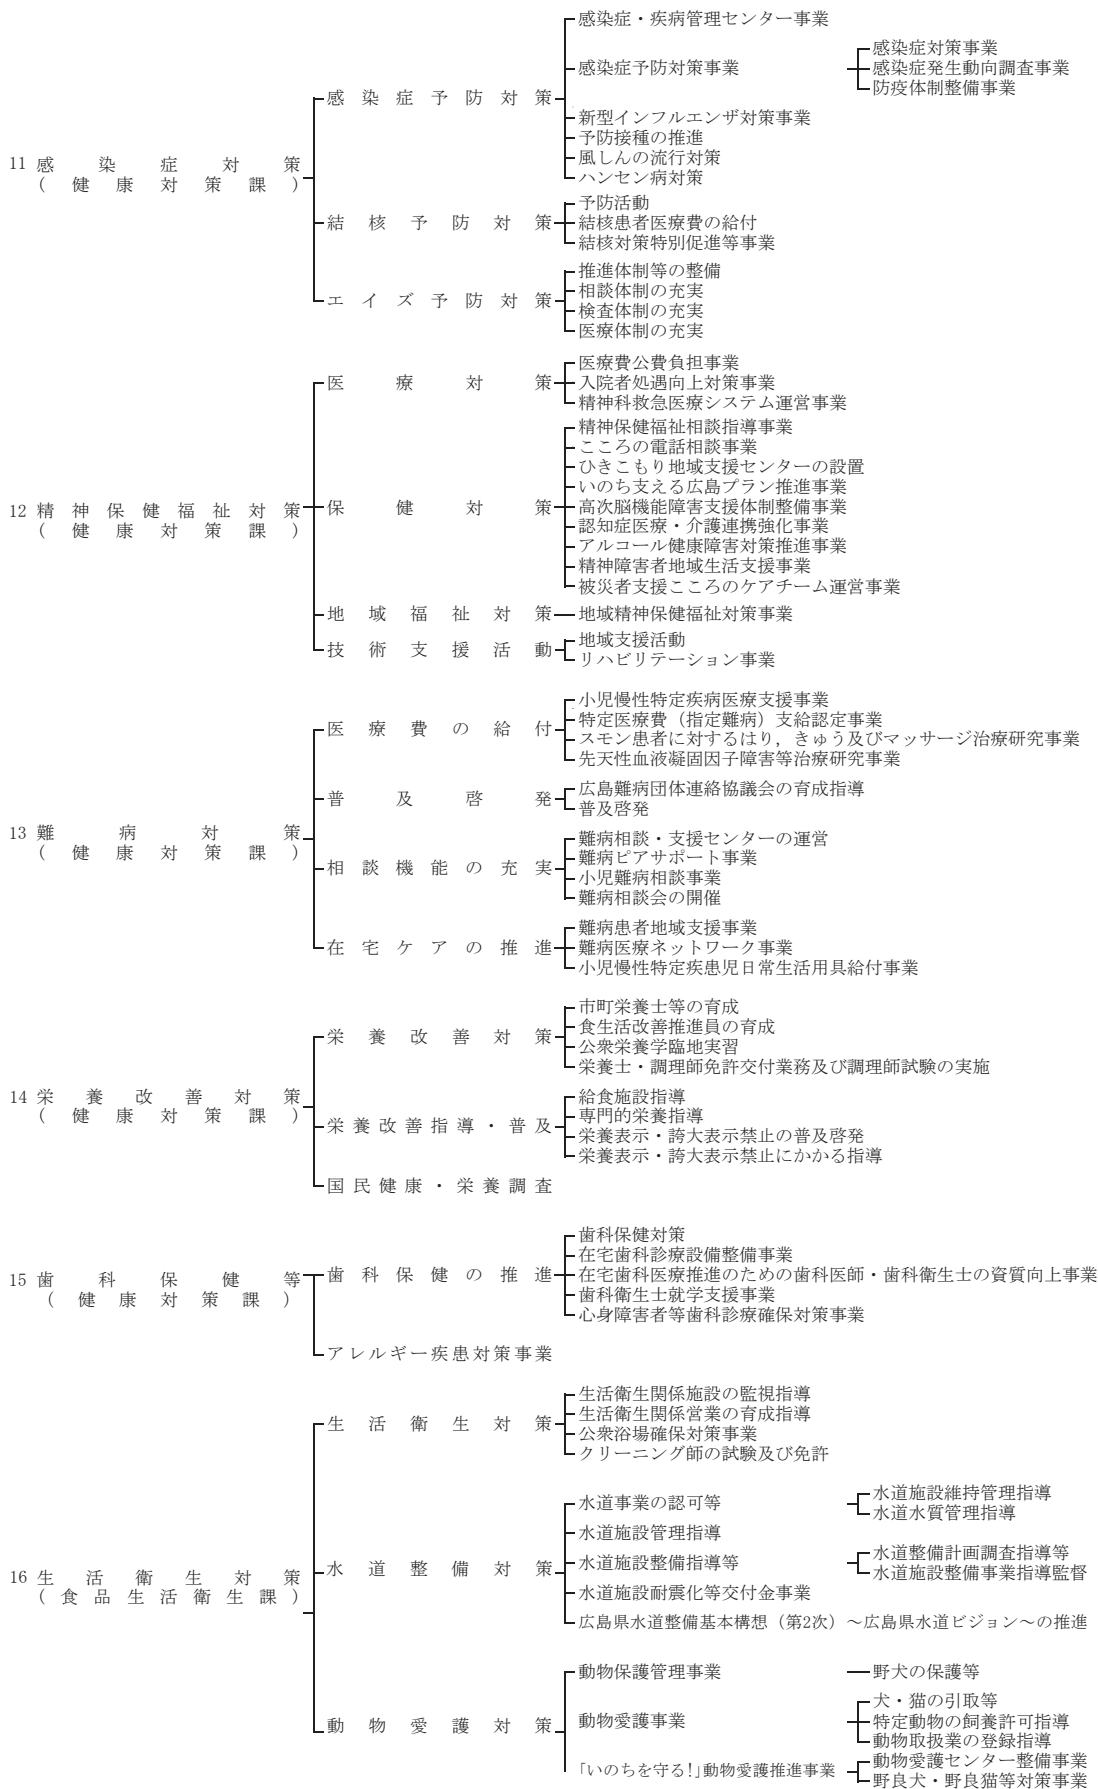 11 感染症対策
(健康対策課)
感染症予防対策
感染症・疾病管理センター事業
感染症予防対策事業
感染症対策事業
感染症発生動向調査事業
防疫体制整備事業
新型インフルエンザ対策事業
予防接種の推進
風しんの流行対策
ハンセン病対策
結核予防対策
予防活動
結核患者医療費の給付
結核対策特別促進等事業
エイズ予防対策
推進体制等の整備
相談体制の充実
検査体制の充実
医療体制の充実
12 精神保健福祉対策
(健康対策課)
医療対策
医療費公費負担事業
入院者処遇向上対策事業
精神科救急医療システム運営事業
保健対策
精神保健福祉相談指導事業
こころの電話相談事業
ひきこもり地域支援センターの設置
いのち支える広島プラン推進事業
高次脳機能障害支援体制整備事業
認知症医療・介護連携強化事業
アルコール健康障害対策推進事業
精神障害者地域生活支援事業
被災者支援こころのケアチーム運営事業
地域福祉対策
地域精神保健福祉対策事業
技術支援活動
地域支援活動
リハビリテーション事業
13 難病対策
(健康対策課)
医療費の給付
小児慢性特定疾病医療支援事業
特定医療費（指定難病）支給認定事業
スモン患者に対するはり，きゅう及びマッサージ治療研究事業
先天性血液凝固因子障害等治療研究事業
普及啓発
広島難病団体連絡協議会の育成指導
普及啓発
相談機能の充実
難病相談・支援センターの運営
難病ピアサポート事業
小児難病相談事業
難病相談会の開催
在宅ケアの推進
難病患者地域支援事業
難病医療ネットワーク事業
小児慢性特定疾患児日常生活用具給付事業
14 栄養改善対策
(健康対策課)
栄養改善対策
市町栄養士等の育成
食生活改善推進員の育成
公衆栄養学臨地実習
栄養士・調理師免許交付業務及び調理師試験の実施
栄養改善指導・普及
給食施設指導
専門的栄養指導
栄養表示・誇大表示禁止の普及啓発
栄養表示・誇大表示禁止にかかる指導
国民健康・栄養調査
15 歯科保健等
(健康対策課)
歯科保健の推進
歯科保健対策
在宅歯科診療設備整備事業
在宅歯科医療推進のための歯科医師・歯科衛生士の資質向上事業
歯科衛生士就学支援事業
心身障害者等歯科診療確保対策事業
アレルギー疾患対策事業
16 生活衛生対策
(食品生活衛生課)
生活衛生対策
生活衛生関係施設の監視指導
生活衛生関係営業の育成指導
公衆浴場確保対策事業
クリーニング師の試験及び免許
水道整備対策
水道事業の認可等
水道施設維持管理指導
水道水質管理指導
水道施設管理指導
水道施設整備指導等
水道整備計画調査指導等
水道施設整備事業指導監督
水道施設耐震化等交付金事業
広島県水道整備基本構想（第2次）～広島県水道ビジョン～の推進
動物愛護対策
動物保護管理事業
野犬の保護等
動物愛護事業
犬・猫の引取等
特定動物の飼養許可指導
動物取扱業の登録指導
「いのちを守る!」動物愛護推進事業
動物愛護センター整備事業
野良犬・野良猫等対策事業